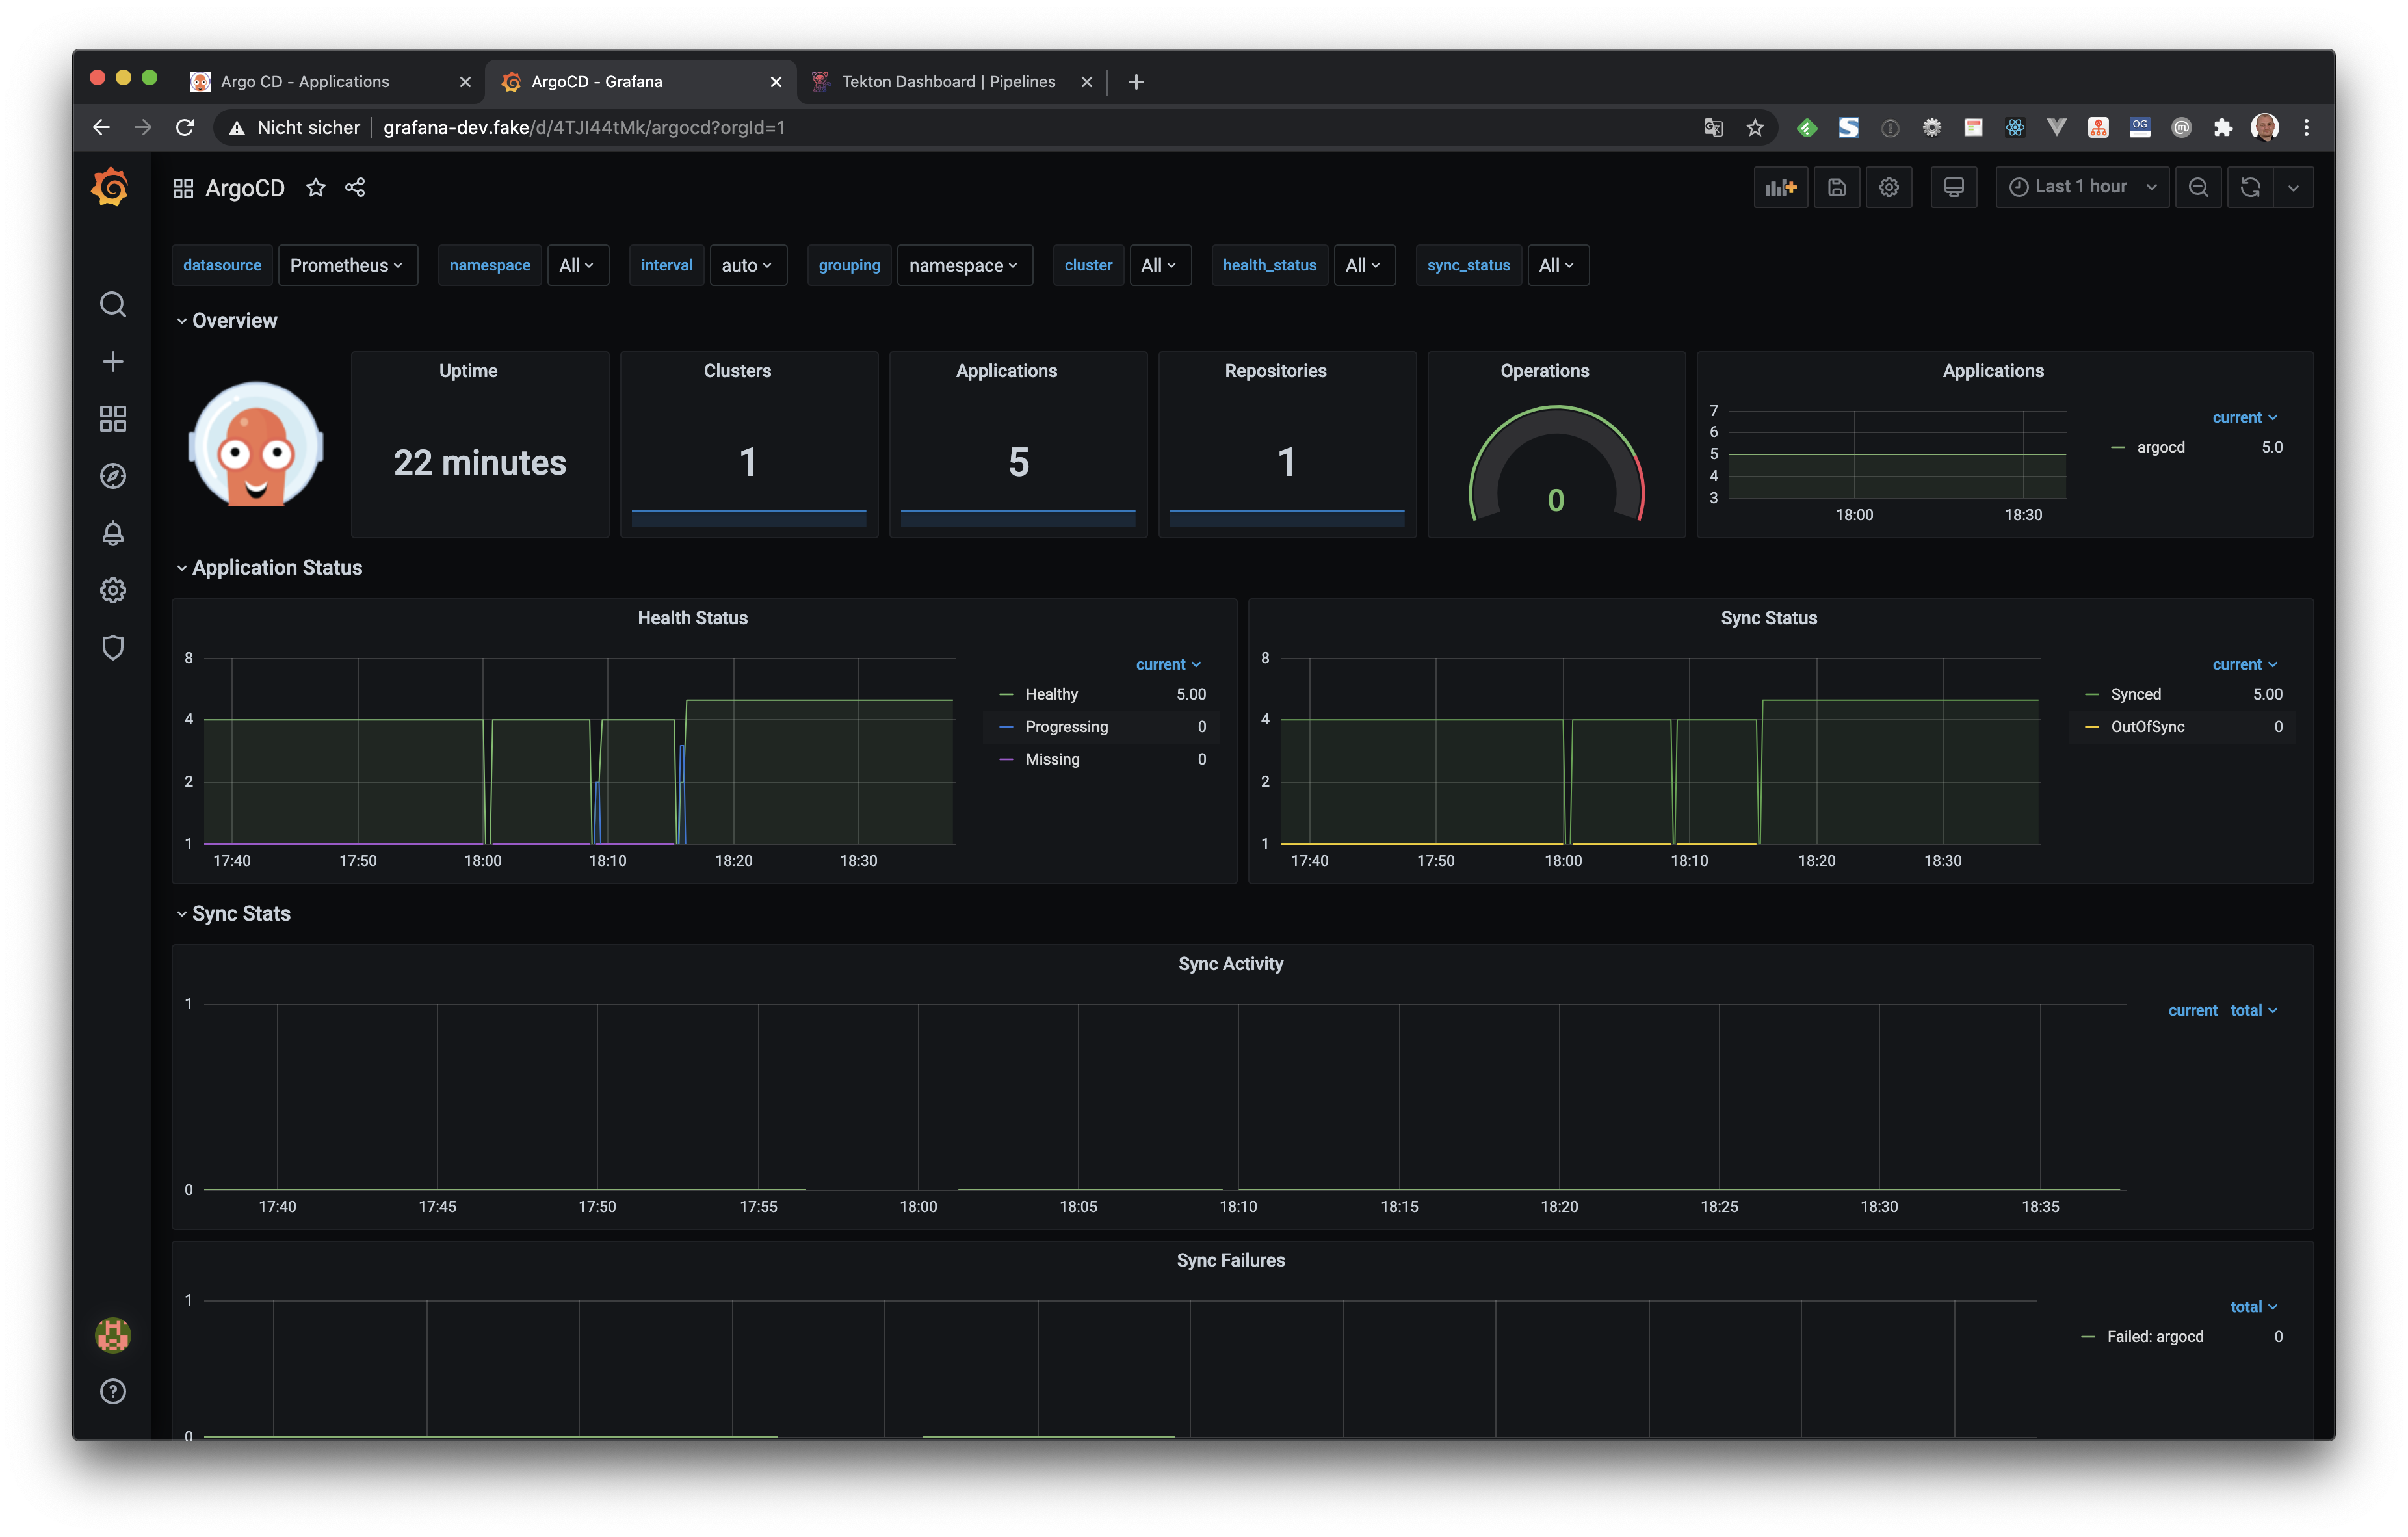 Argo CD - Applications
ArgoCD - Grafana
Tekton Dashboard | Pipelines
Nicht sicher
grafana-dev.fake/d/4TJI44tMk/argocd?orgId=1
OG
ArgoCD
Last 1 hour
datasource Prometheus namespace All interval auto grouping namespace cluster All health_status All sync_status All
Overview
Uptime
22 minutes
Clusters
1
Applications
5
Repositories
1
Operations
0
Applications
7
6
5
4
3
18:00 18:30
current
argocd 5.0
Application Status
Health Status
8
4
2
1
17:40 17:50 18:00 18:10 18:20 18:30
current
Healthy 5.00
Progressing 0
Missing 0
Sync Status
8
4
2
1
17:40 17:50 18:00 18:10 18:20 18:30
current
Synced 5.00
OutOfSync 0
Sync Stats
Sync Activity
1
0
17:40 17:45 17:50 17:55 18:00 18:05 18:10 18:15 18:20 18:25 18:30 18:35
current total
Sync Failures
1
0
total
Failed: argocd 0